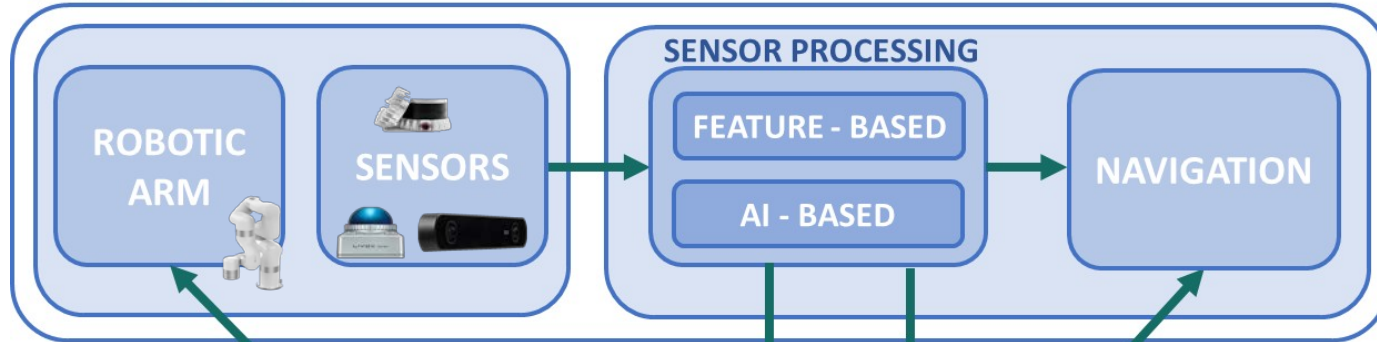 SENSOR PROCESSING
ROBOTIC
ARM
SENSORS
FEATURE - BASED
AI - BASED
NAVIGATION